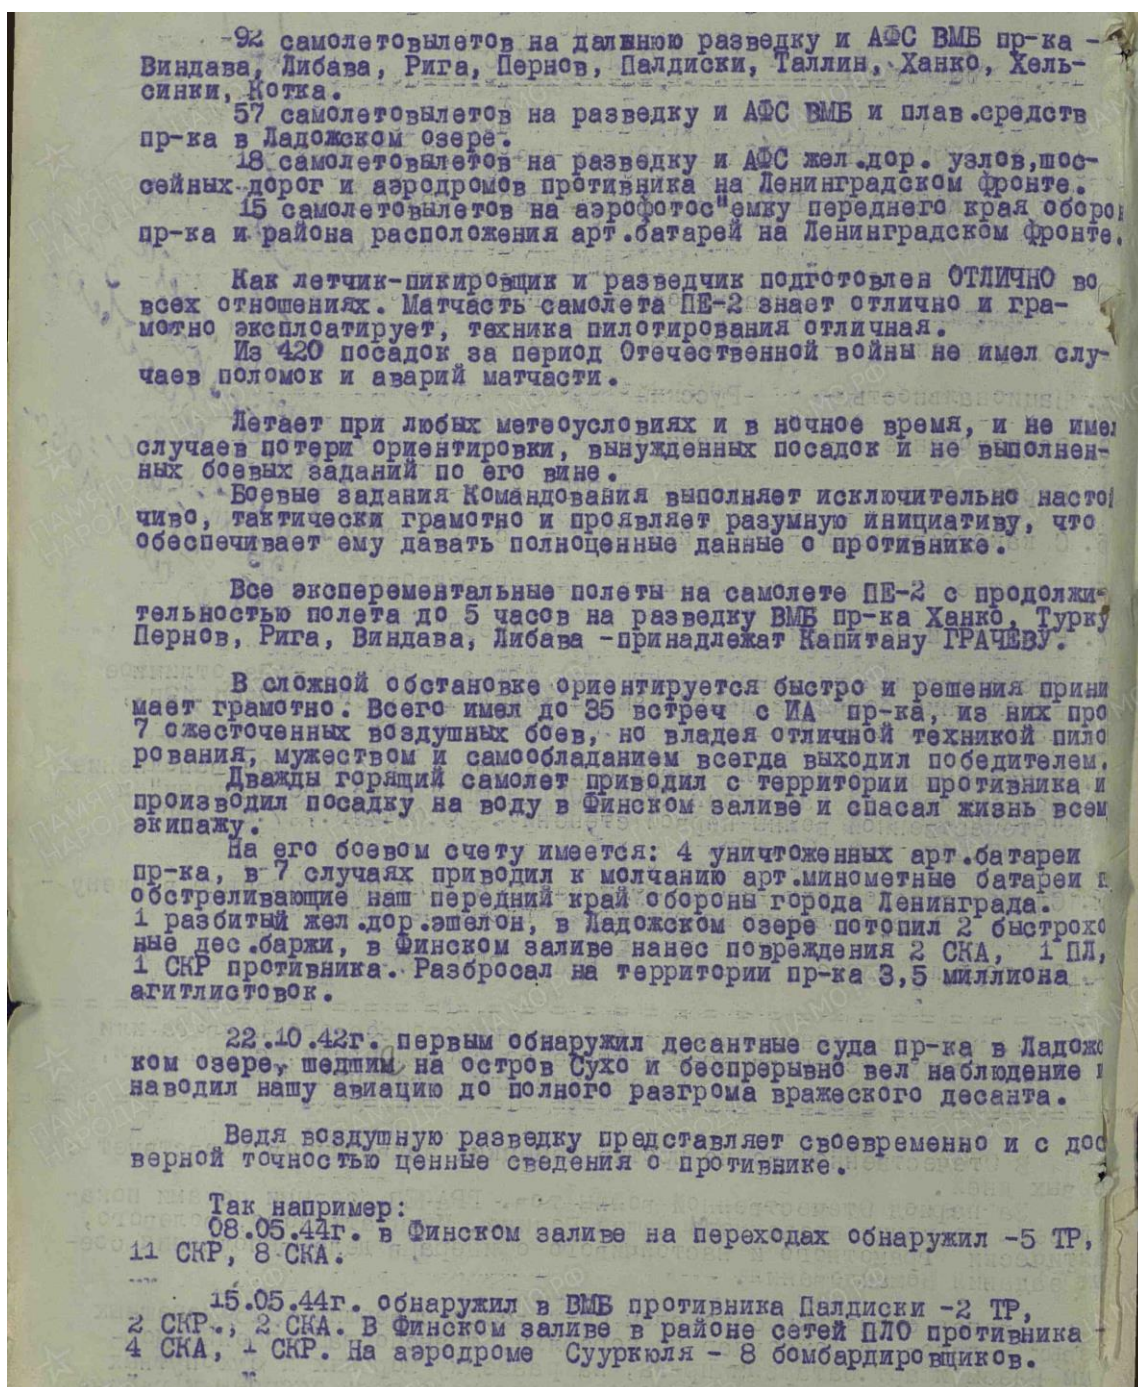 -92 самолетовылетов на дальнюю разведку и АФС ВМБ пр-ка -
Виндава, Либава, Рига, Пернов, Палдиски, Таллин, Ханко, Хель-
синки, Котка.
57 самолетовылетов на разведку и АФС ВМБ и плав.средств
пр-ка в Ладожском озере.
18 самолетовылетов на разведку и АФС жел.дор. узлов,шос-
сейных дорог и аэродромов противника на Ленинградском фронте.
15 самолетовылетов на аэрофотос"емку переднего края оборон
пр-ка и района расположения арт.батарей на Ленинградском фронте.
Как летчик-пикировщик и разведчик подготовлен ОТЛИЧНО во
всех отношениях. Матчасть самолета ПЕ-2 знает отлично и гра-
мотно эксплоатирует, техника пилотирования отличная.
Из 420 посадок за период Отечественной войны не имел слу-
чаев поломок и аварий матчасти.
Летает при любых метеоусловиях и в ночное время, и не имел
случаев потери ориентировки, вынужденных посадок и не выполнен-
ных боевых заданий по его вине.
Боевые задания Командования выполняет исключительно настой
чиво, тактически грамотно и проявляет разумную инициативу, что
обеспечивает ему давать полноценные данные о противнике.
Все эксперементальные полеты на самолете ПЕ-2 с продолжи-
тельностью полета до 5 часов на разведку ВМБ пр-ка Ханко, Турку
Пернов, Рига, Виндава, Либава -принадлежат Капитану ГРАЧЕВУ.
В сложной обстановке ориентируется быстро и решения прини
мает грамотно. Всего имел до 35 встреч с ИА пр-ка, из них про
7 ожесточенных воздушных боев, но владея отличной техникой пило
рования, мужеством и самообладанием всегда выходил победителем.
Дважды горящий самолет приводил с территории противника и
производил посадку на воду в Финском заливе и спасал жизнь всем
экипажу.
На его боевом счету имеется: 4 уничтоженных арт.батареи
пр-ка, в 7 случаях приводил к молчанию арт.минометные батареи
обстреливающие наш передний край обороны города Ленинграда.
1 разбитый жел.дор.эшелон, в Ладожском озере потопил 2 быстрохо
ные дес.баржи, в Финском заливе нанес повреждения 2 СКА, 1 ПЛ,
1 СКР противника. Разбросал на территории пр-ка 3,5 миллиона
агитлистовок.
22.10.42г. первым обнаружил десантные суда пр-ка в Ладожс
ком озере, шедшим на остров Сухо и беспрерывно вел наблюдение и
наводил нашу авиацию до полного разгрома вражеского десанта.
Ведя воздушную разведку представляет своевременно и с дос
верной точностью ценные сведения о противнике.
Так например:
08.05.44г. в Финском заливе на переходах обнаружил -5 ТР,
11 СКР, 8 СКА.
15.05.44г. обнаружил в ВМБ противника Палдиски -2 ТР,
2 СКР., 2 СКА. В Финском заливе в районе сетей ПЛО противника -
4 СКА, 1 СКР. На аэродроме Сууркюля - 8 бомбардировщиков.